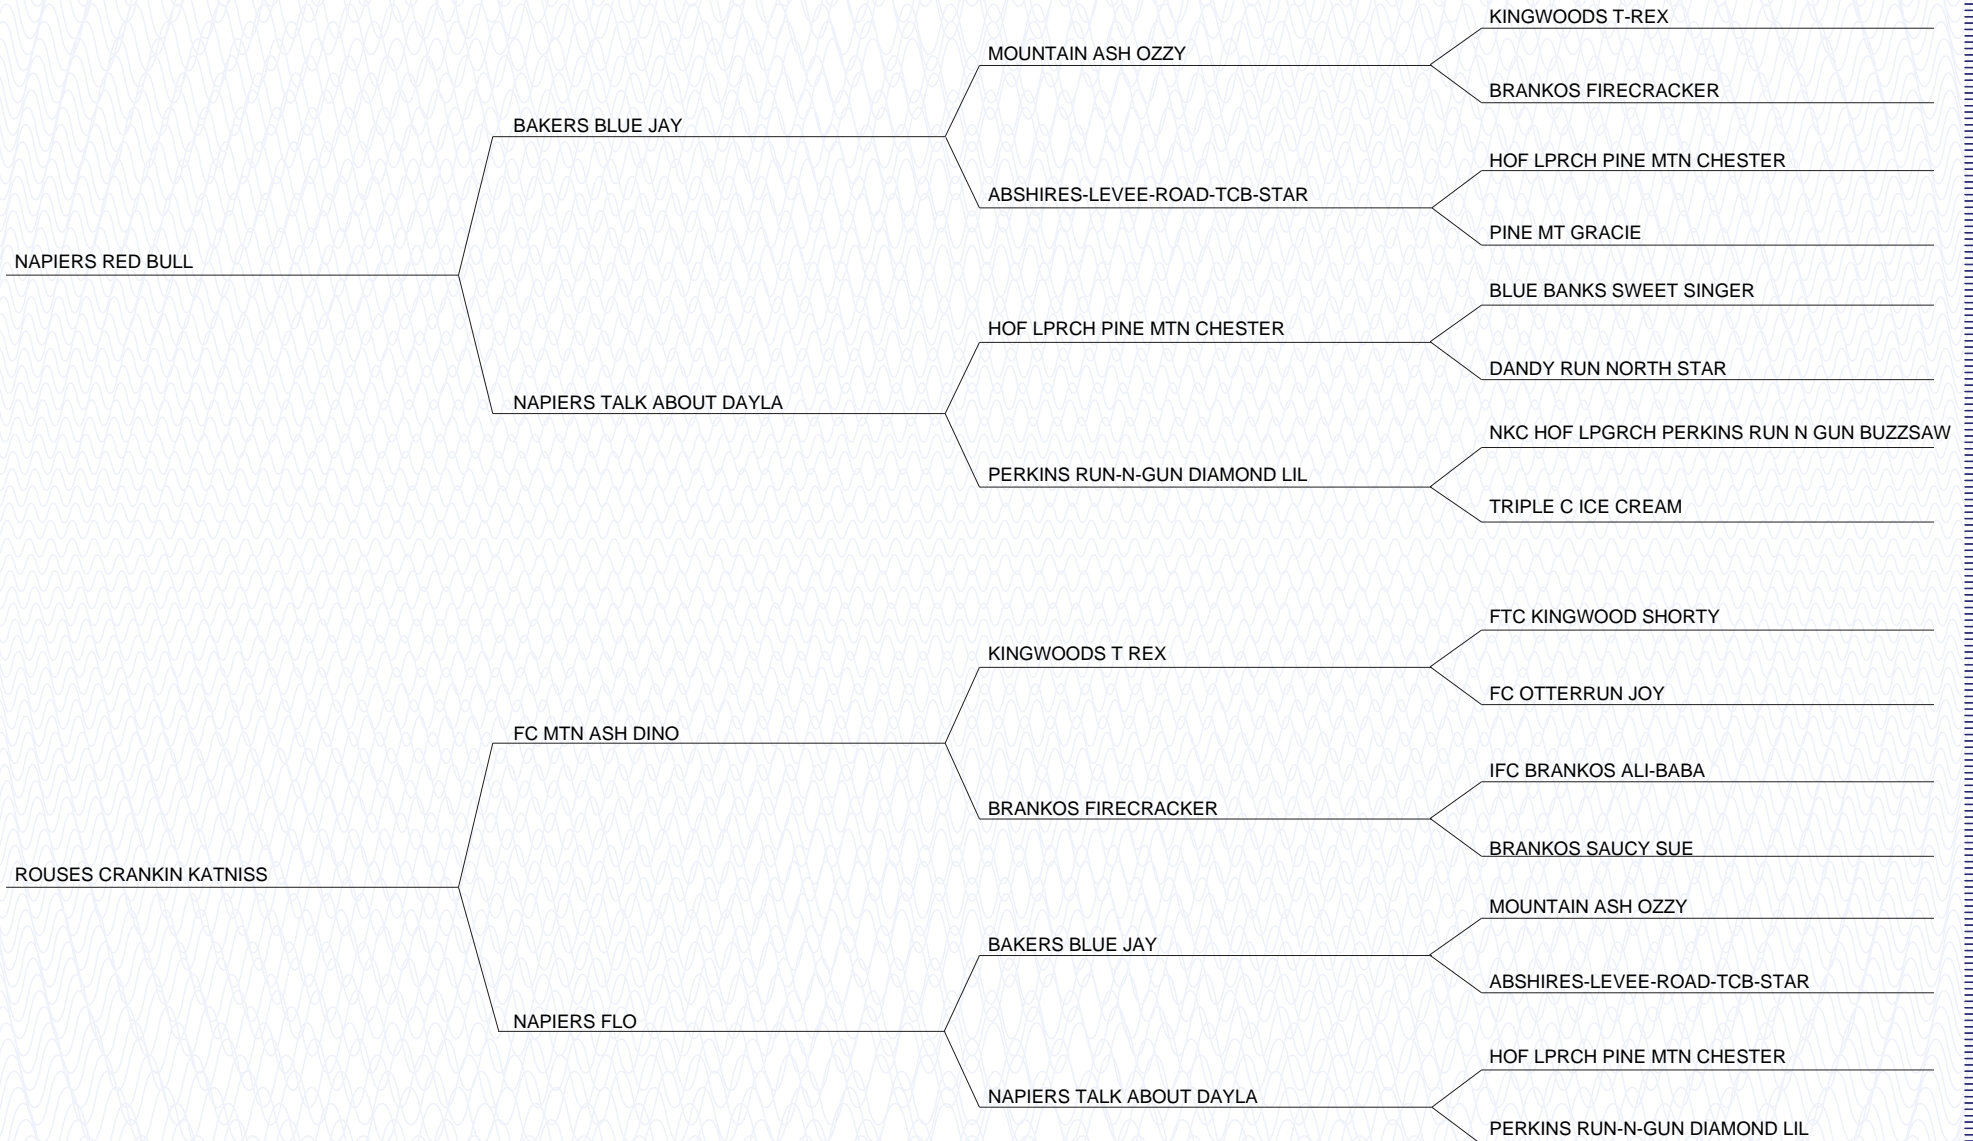 KINGWOODS T-REX
MOUNTAIN ASH OZZY
BRANKOS FIRECRACKER
BAKERS BLUE JAY
HOF LPRCH PINE MTN CHESTER
ABSHIRES-LEVEE-ROAD-TCB-STAR
PINE MT GRACIE
NAPIERS RED BULL
BLUE BANKS SWEET SINGER
HOF LPRCH PINE MTN CHESTER
DANDY RUN NORTH STAR
NAPIERS TALK ABOUT DAYLA
NKC HOF LPGRCH PERKINS RUN N GUN BUZZSAW
PERKINS RUN-N-GUN DIAMOND LIL
TRIPLE C ICE CREAM
FTC KINGWOOD SHORTY
KINGWOODS T REX
FC OTTERRUN JOY
FC MTN ASH DINO
IFC BRANKOS ALI-BABA
BRANKOS FIRECRACKER
BRANKOS SAUCY SUE
ROUSES CRANKIN KATNISS
MOUNTAIN ASH OZZY
BAKERS BLUE JAY
ABSHIRES-LEVEE-ROAD-TCB-STAR
NAPIERS FLO
HOF LPRCH PINE MTN CHESTER
NAPIERS TALK ABOUT DAYLA
PERKINS RUN-N-GUN DIAMOND LIL